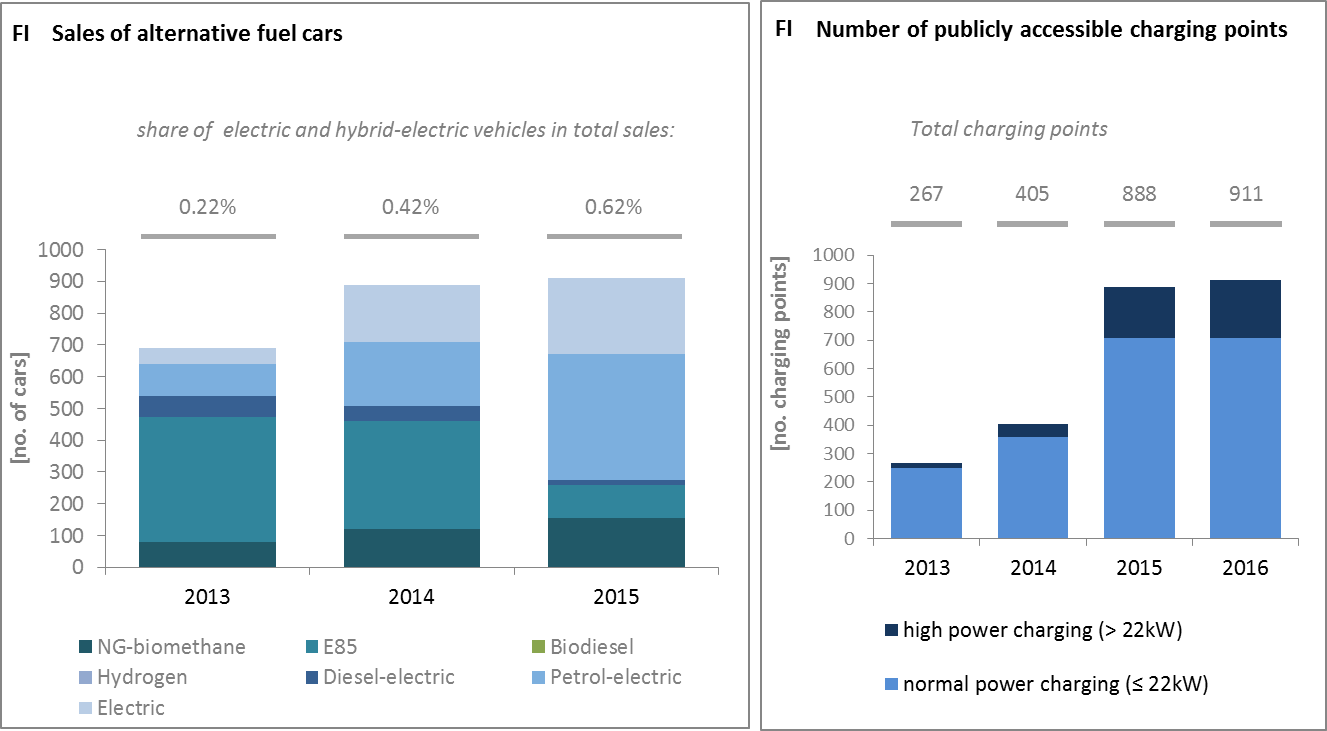 FI Sales of alternative fuel cars
share of electric and hybrid-electric vehicles in total sales:
0.22% 0.42% 0.62%
[no. of cars]
1000
900
800
700
600
500
400
300
200
100
0
2013 2014 2015
NG-biomethane E85 Biodiesel
Hydrogen Diesel-electric Petrol-electric
Electric
FI Number of publicly accessible charging points
Total charging points
267 405 888 911
[no. charging points]
1000
900
800
700
600
500
400
300
200
100
0
2013 2014 2015 2016
high power charging (> 22kW)
normal power charging (≤ 22kW)